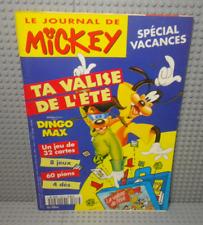 LE JOURNAL DE
MiCKEY
SPÉCIAL
VACANCES
TA VALISE
DE L'ÉTÉ
DINGO
MAX
Un jeu de
32 cartes
8 jeux
60 pions
4 dés